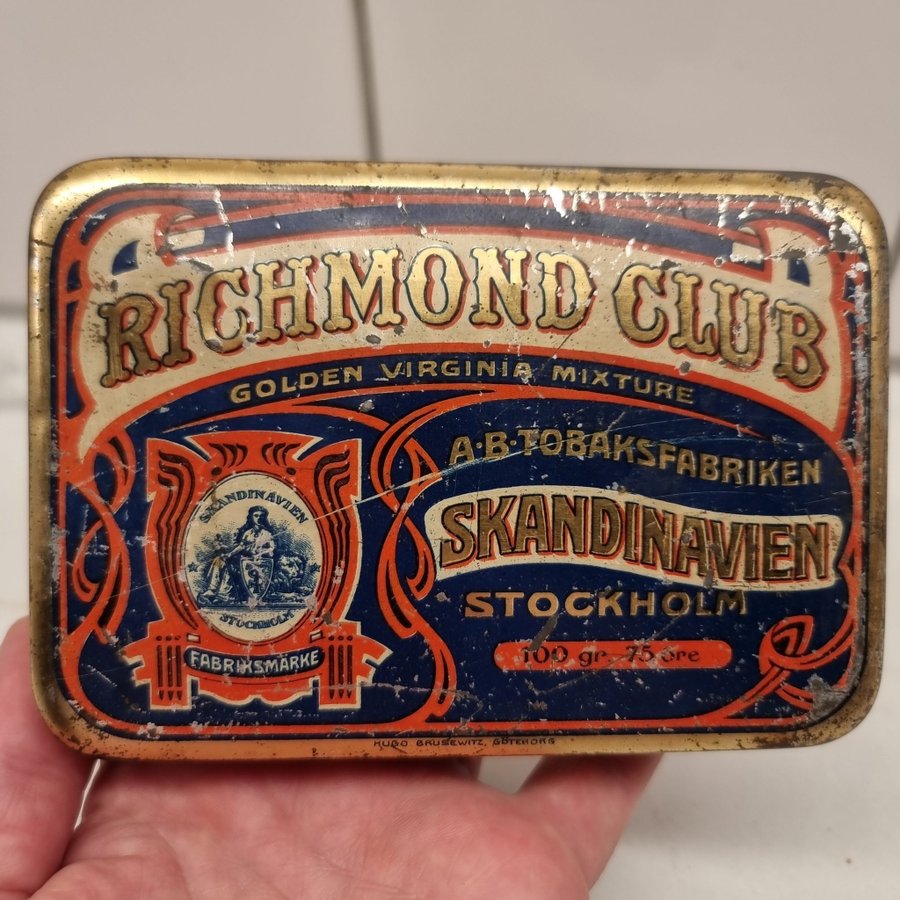 RICHMOND CLUB
GOLDEN VIRGINIA MIXTURE
A·B·TOBAKSFABRIKEN
SKANDINAVIEN
STOCKHOLM
100 gr. 75 öre
SKANDINAVIEN
STOCKHOLM
FABRIKSMÄRKE
HUGO BRUSEWITZ, GÖTEBORG